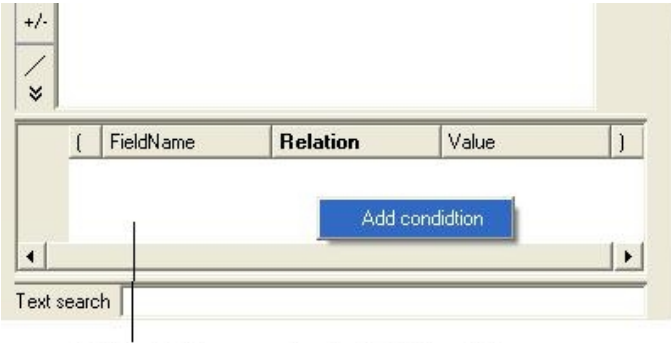 +/-
( FieldName Relation Value )
Add condidtion
Text search